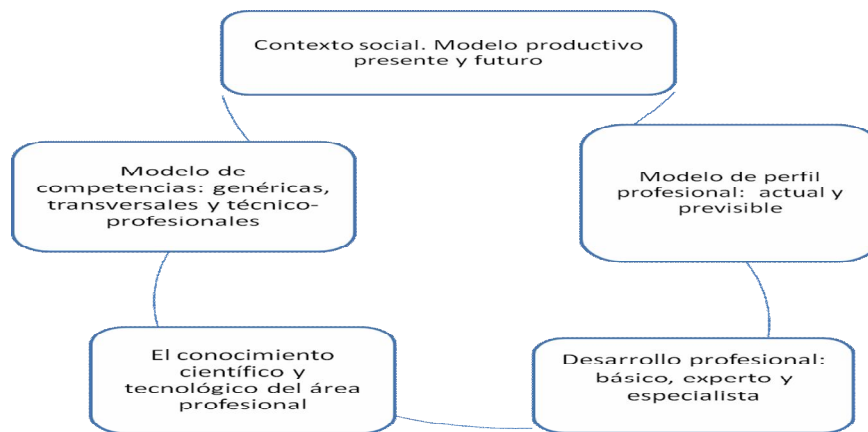 Contexto social. Modelo productivo
presente y futuro
Modelo de
competencias: genéricas,
transversales y técnico-
profesionales
Modelo de perfil
profesional:  actual y
previsible
El conocimiento
científico y
tecnológico del área
profesional
Desarrollo profesional:
básico, experto y
especialista